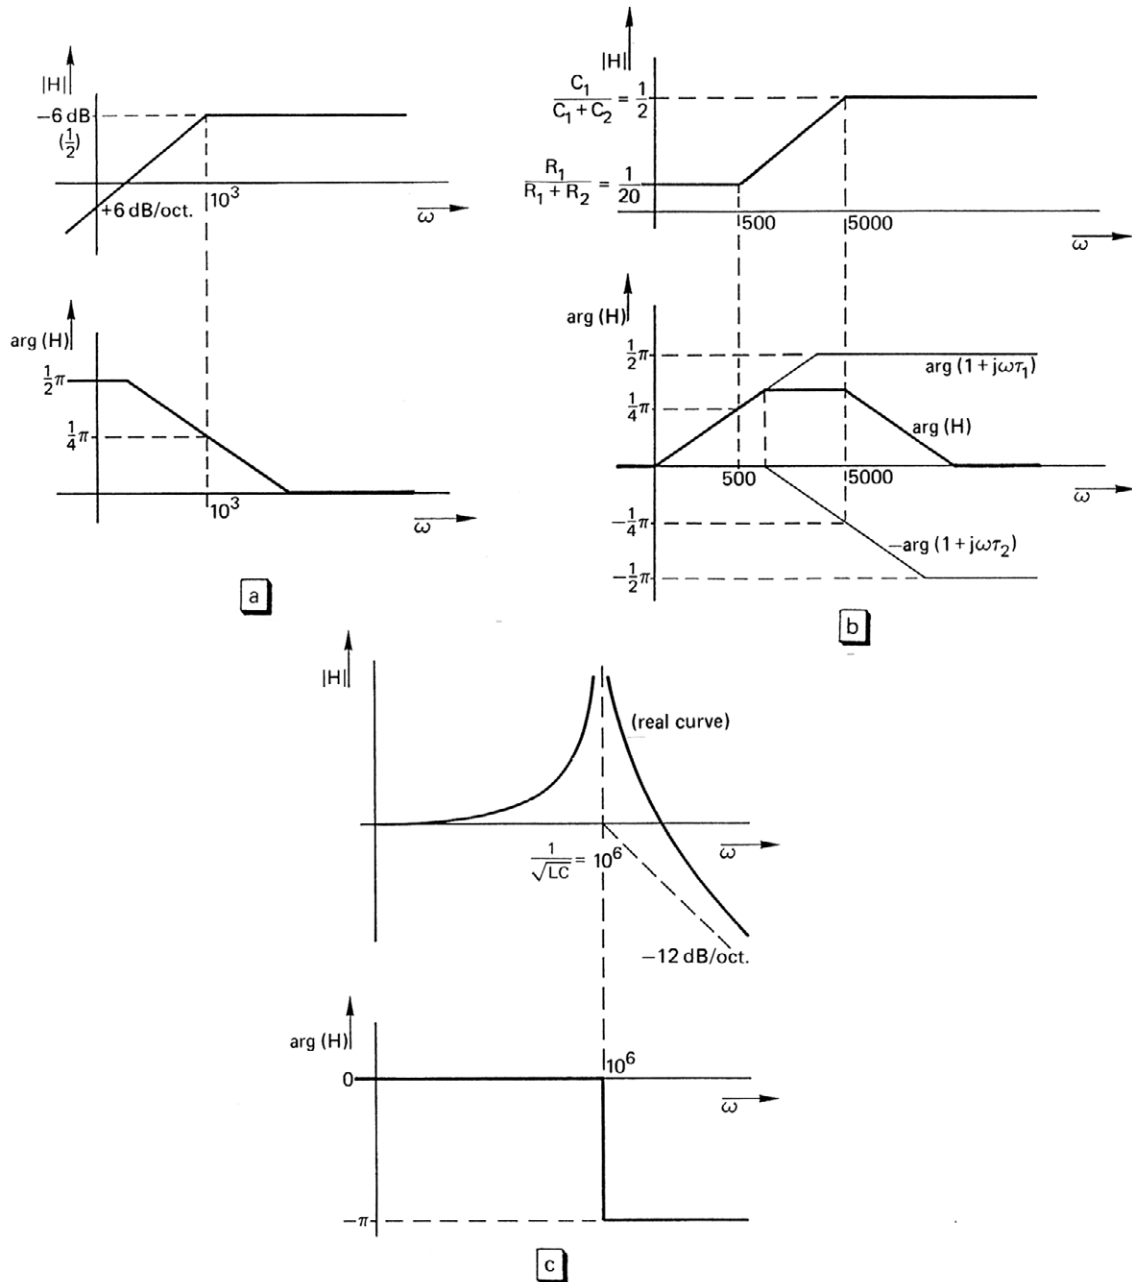 |H|
−6 dB
(½)
+6 dB/oct.
10³
ω
arg (H)
½π
¼π
10³
ω
a
|H|
C₁/(C₁ + C₂) = 1/2
R₁/(R₁ + R₂) = 1/20
500
5000
ω
arg (H)
½π
arg (1 + jωτ₁)
¼π
arg (H)
500
5000
ω
−¼π
−arg (1 + jωτ₂)
−½π
b
|H|
(real curve)
1/√LC = 10⁶
ω
−12 dB/oct.
arg (H)
0
10⁶
ω
−π
c